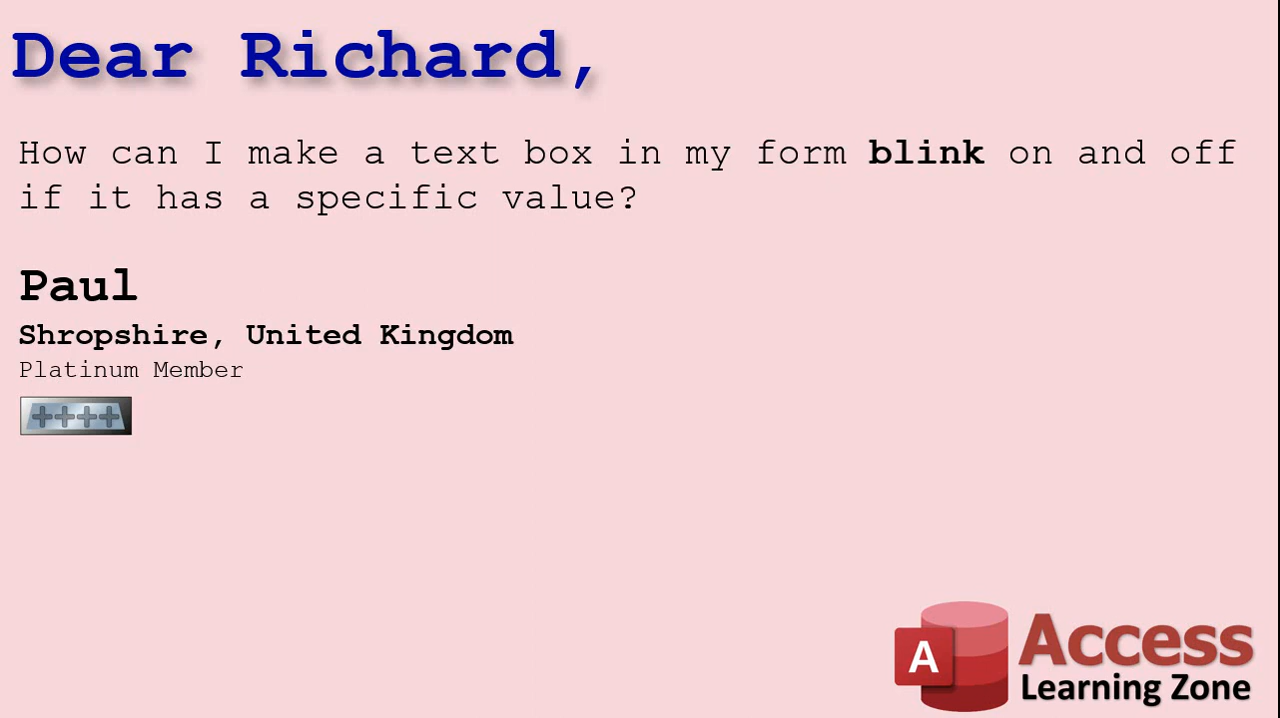 Dear Richard,
How can I make a text box in my form blink on and off
if it has a specific value?
Paul
Shropshire, United Kingdom
Platinum Member
++++
A
Access
Learning Zone